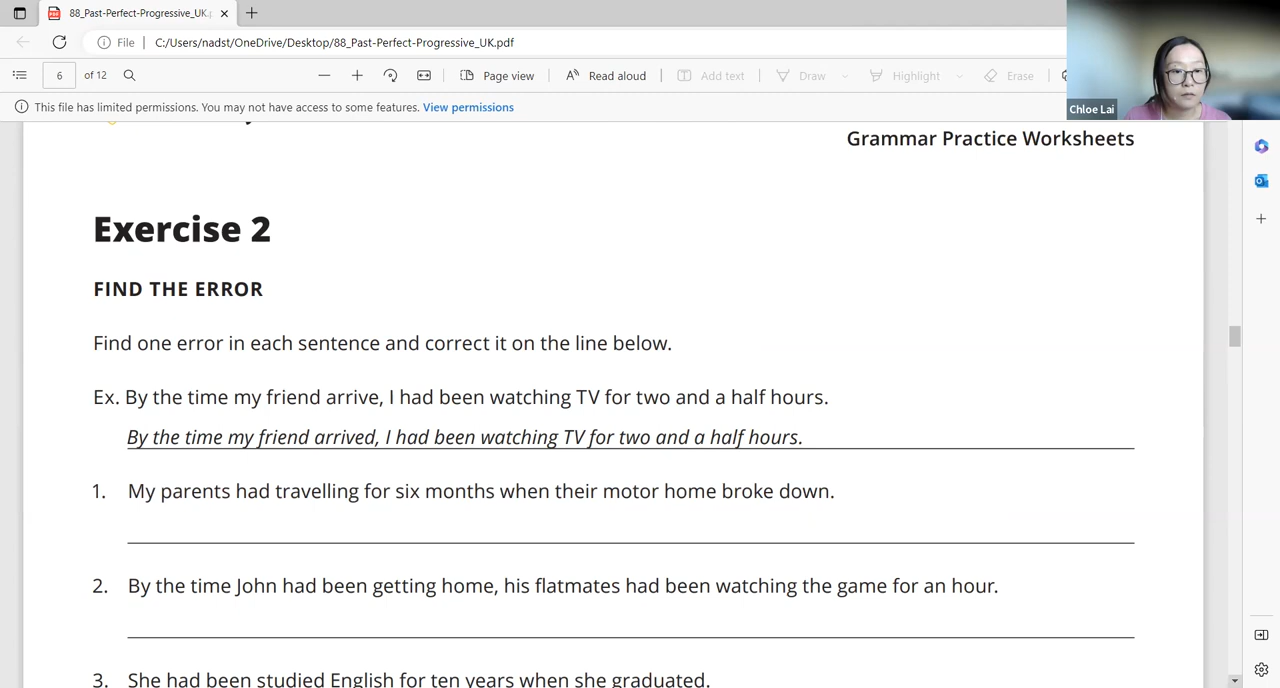 88_Past-Perfect-Progressive_UK.p
File
C:/Users/nadst/OneDrive/Desktop/88_Past-Perfect-Progressive_UK.pdf
6 of 12
Page view
Read aloud
Add text
Draw
Highlight
Erase
This file has limited permissions. You may not have access to some features. View permissions
Chloe Lai
Grammar Practice Worksheets
Exercise 2
FIND THE ERROR
Find one error in each sentence and correct it on the line below.
Ex. By the time my friend arrive, I had been watching TV for two and a half hours.
By the time my friend arrived, I had been watching TV for two and a half hours.
1. My parents had travelling for six months when their motor home broke down.
2. By the time John had been getting home, his flatmates had been watching the game for an hour.
3. She had been studied English for ten years when she graduated.